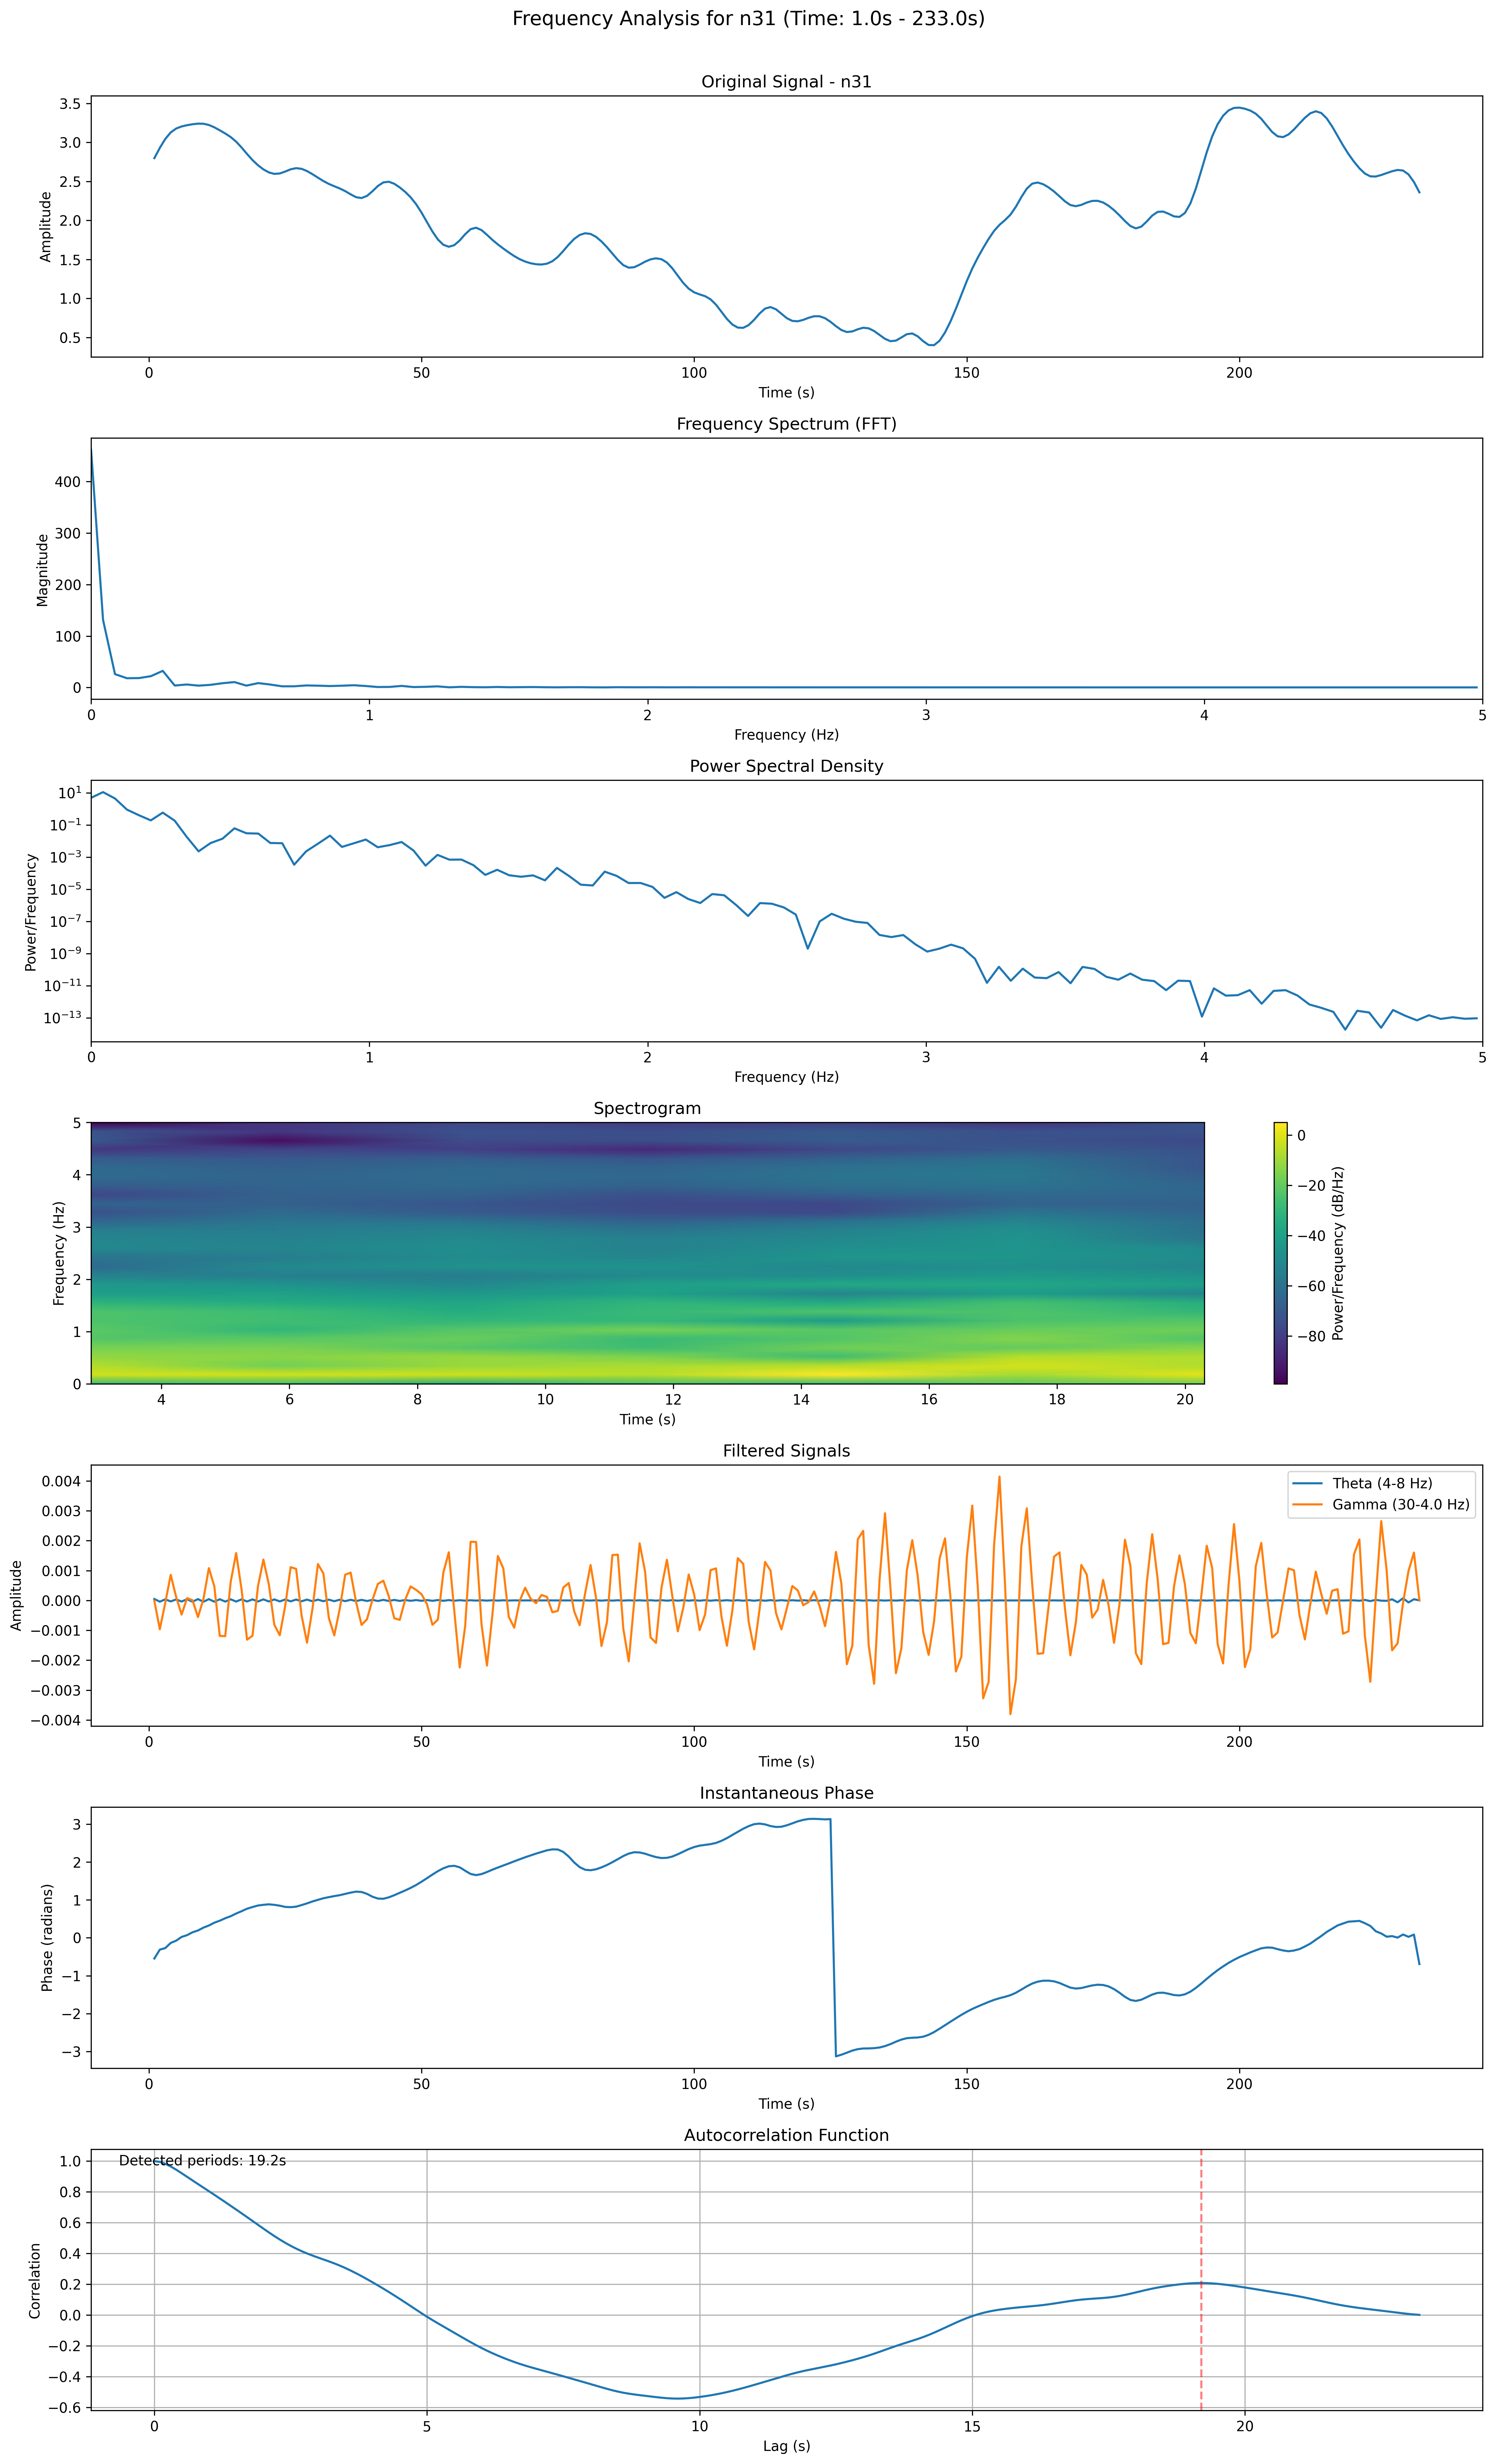 Frequency Analysis for n31 (Time: 1.0s - 233.0s)
Original Signal - n31
Amplitude
3.5
3.0
2.5
2.0
1.5
1.0
0.5
0 50 100 150 200
Time (s)
Frequency Spectrum (FFT)
Magnitude
400
300
200
100
0
0 1 2 3 4 5
Frequency (Hz)
Power Spectral Density
Power/Frequency
10¹
10⁻¹
10⁻³
10⁻⁵
10⁻⁷
10⁻⁹
10⁻¹¹
10⁻¹³
0 1 2 3 4 5
Frequency (Hz)
Spectrogram
Frequency (Hz)
5
4
3
2
1
0
4 6 8 10 12 14 16 18 20
Time (s)
0
−20
−40
−60
−80
Power/Frequency (dB/Hz)
Filtered Signals
Amplitude
0.004
0.003
0.002
0.001
0.000
−0.001
−0.002
−0.003
−0.004
Theta (4-8 Hz)
Gamma (30-4.0 Hz)
0 50 100 150 200
Time (s)
Instantaneous Phase
Phase (radians)
3
2
1
0
−1
−2
−3
0 50 100 150 200
Time (s)
Autocorrelation Function
Correlation
Detected periods: 19.2s
1.0
0.8
0.6
0.4
0.2
0.0
−0.2
−0.4
−0.6
0 5 10 15 20
Lag (s)